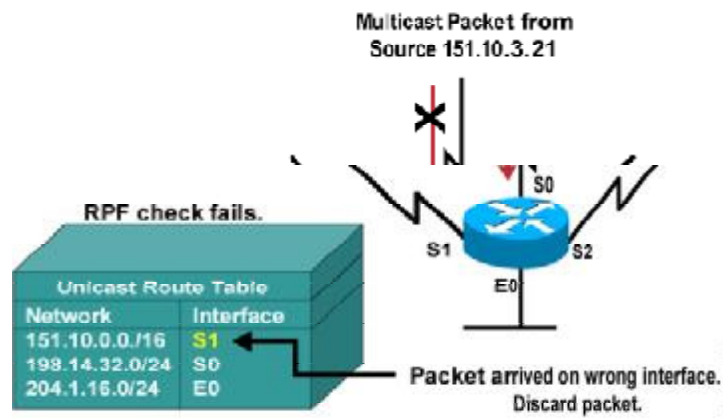 Multicast Packet from
Source 151.10.3.21
S0
S1
S2
E0
RPF check fails.
Unicast Route Table
Network Interface
151.10.0.0./16 S1
198.14.32.0/24 S0
204.1.16.0/24 E0
Packet arrived on wrong interface.
Discard packet.